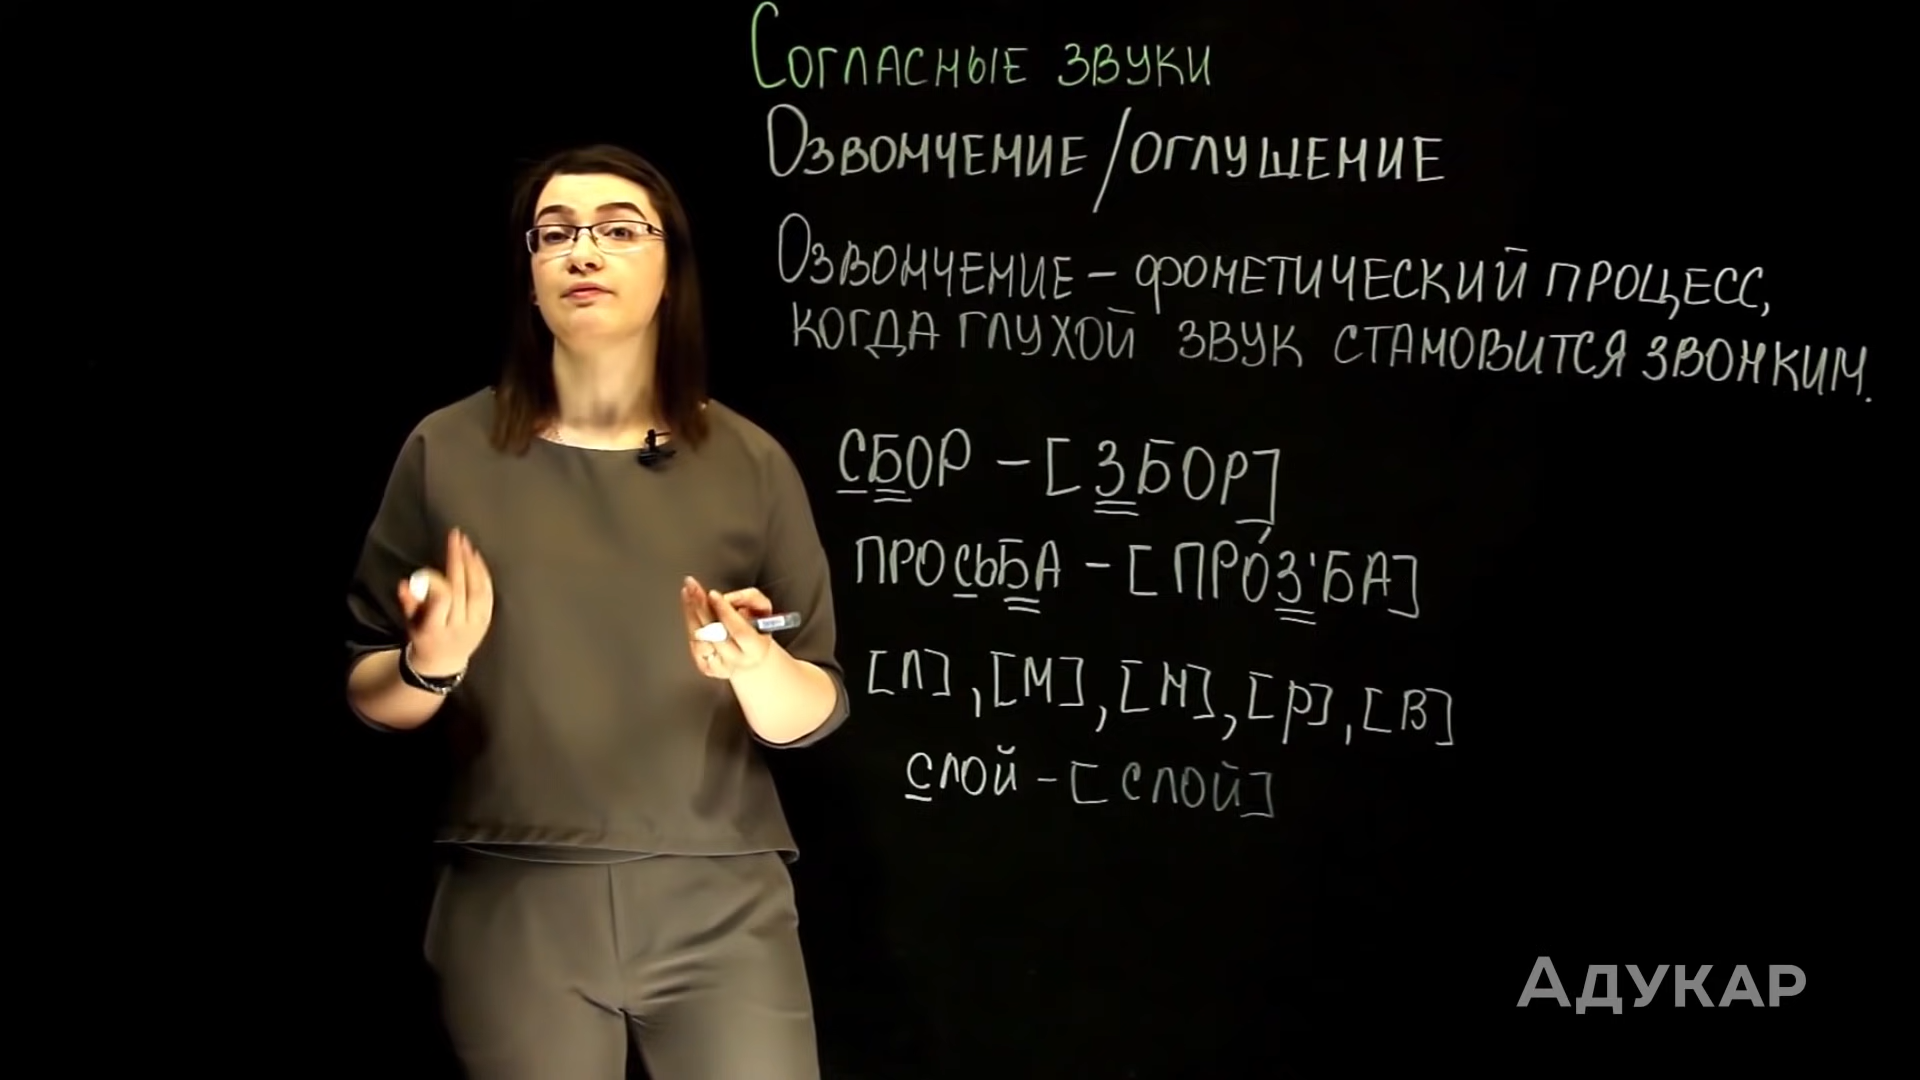 Согласные звуки
Озвончение/оглушение
Озвончение – фонетический процесс,
когда глухой звук становится звонким.
сбор – [збор]
просьба – [про́з'ба]
[л], [м], [н], [р], [в]
слой – [слой]
Адукар